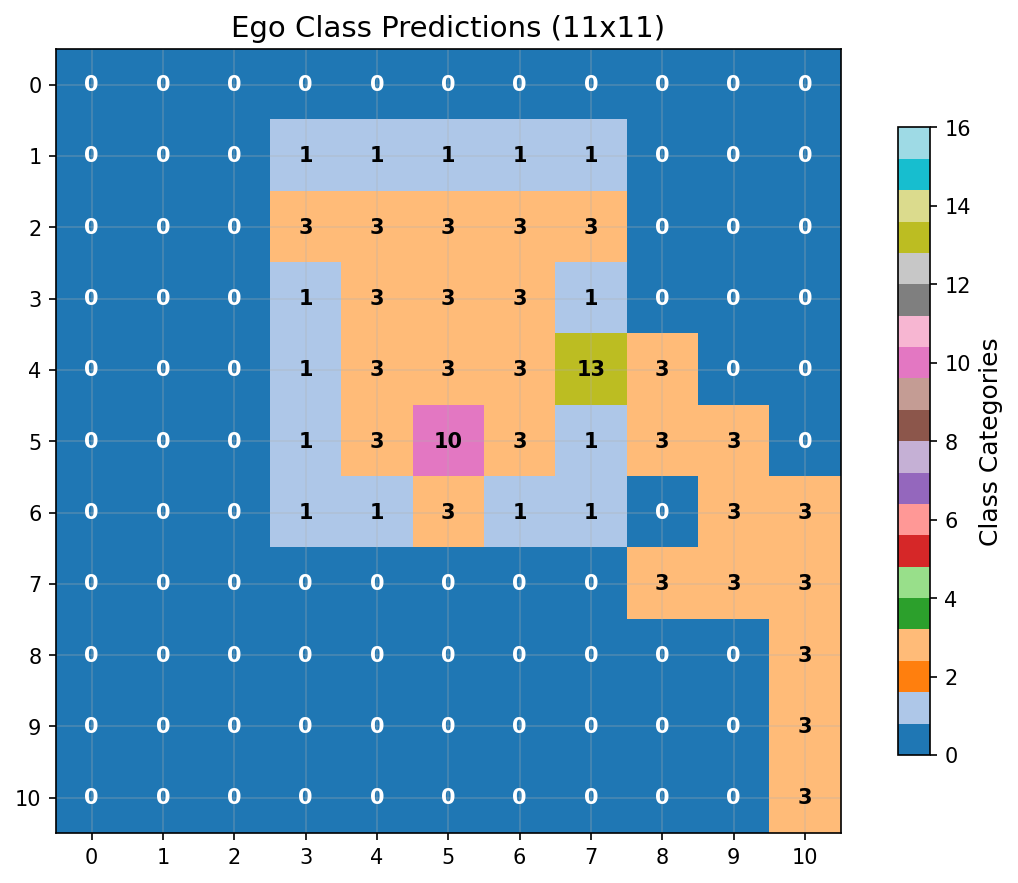 Ego Class Predictions (11x11)
0 0 0 0 0 0 0 0 0 0 0 0
1 0 0 0 1 1 1 1 1 0 0 0
2 0 0 0 3 3 3 3 3 0 0 0
3 0 0 0 1 3 3 3 1 0 0 0
4 0 0 0 1 3 3 3 13 3 0 0
5 0 0 0 1 3 10 3 1 3 3 0
6 0 0 0 1 1 3 1 1 0 3 3
7 0 0 0 0 0 0 0 0 3 3 3
8 0 0 0 0 0 0 0 0 0 0 3
9 0 0 0 0 0 0 0 0 0 0 3
10 0 0 0 0 0 0 0 0 0 0 3
0 1 2 3 4 5 6 7 8 9 10
16
14
12
10
8
6
4
2
0
Class Categories